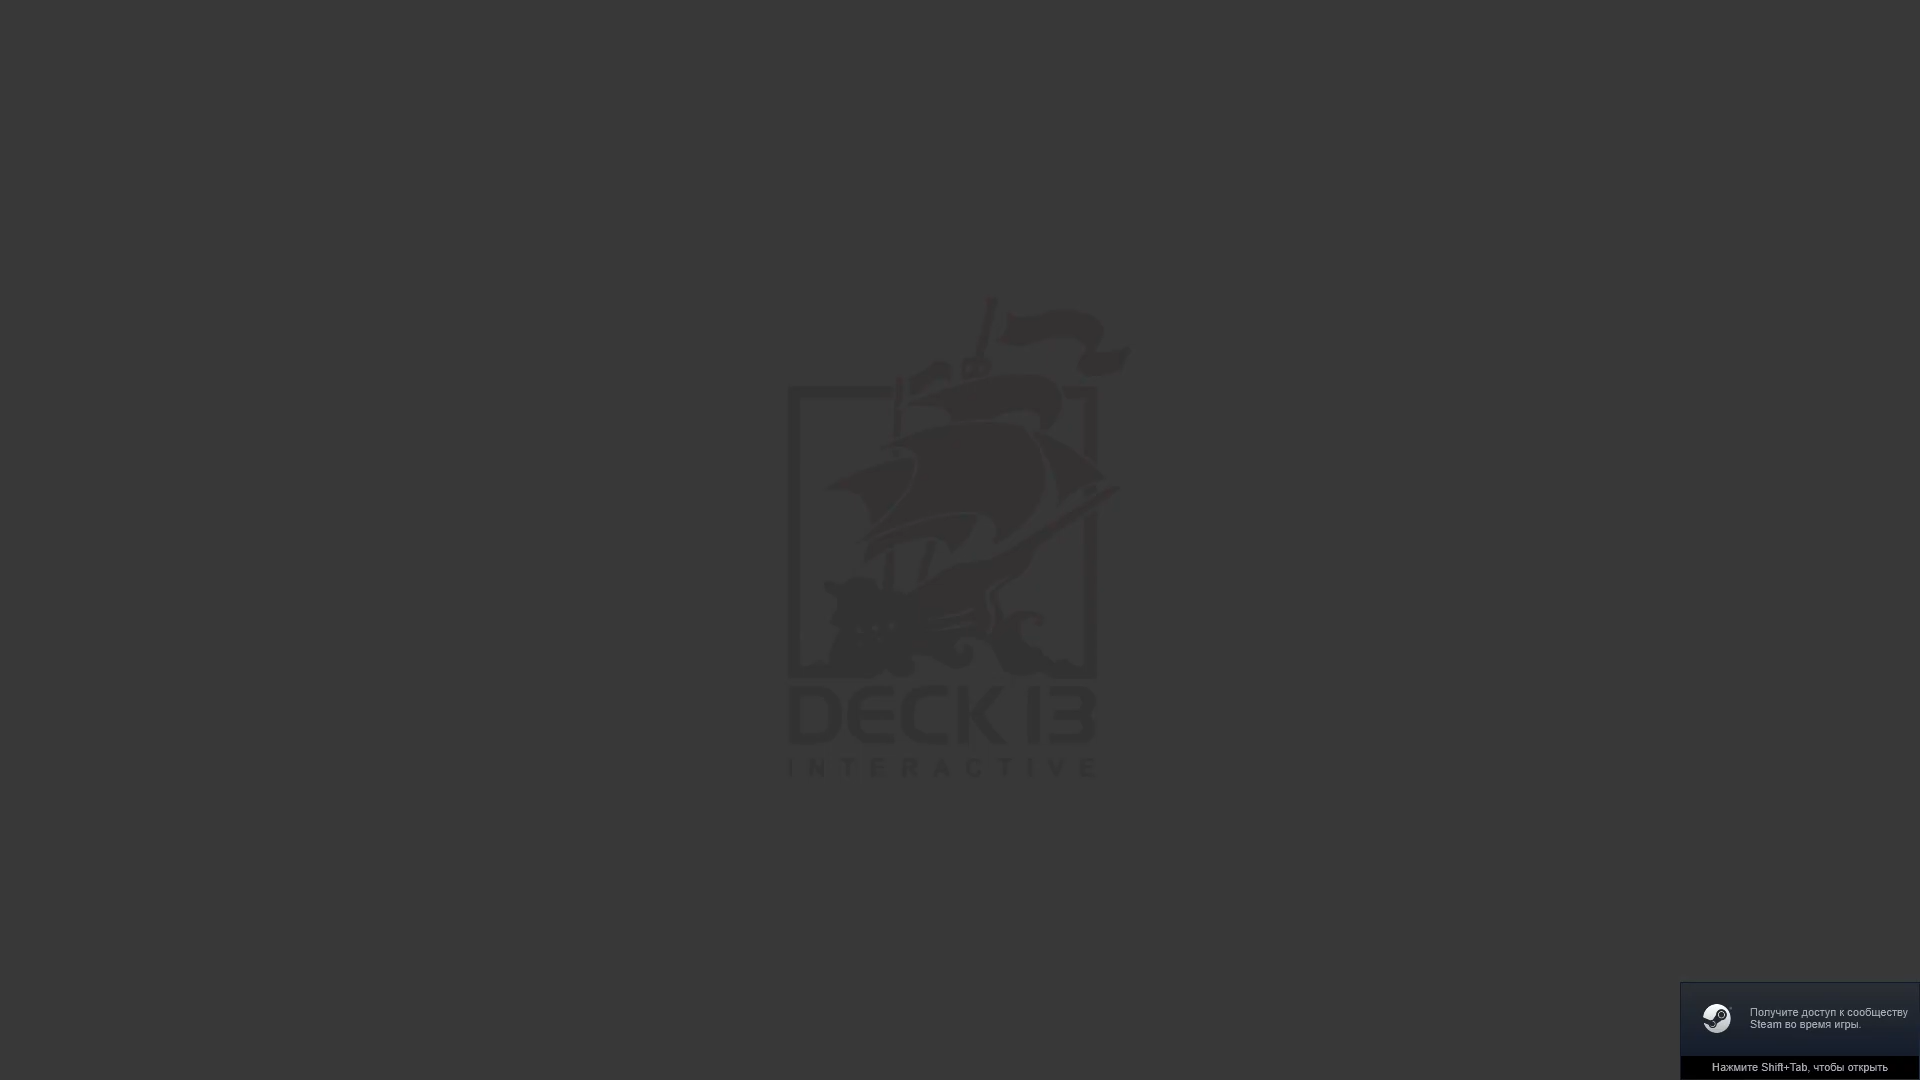 DECK 13
INTERACTIVE
Получите доступ к сообществу
Steam во время игры.
Нажмите Shift+Tab, чтобы открыть